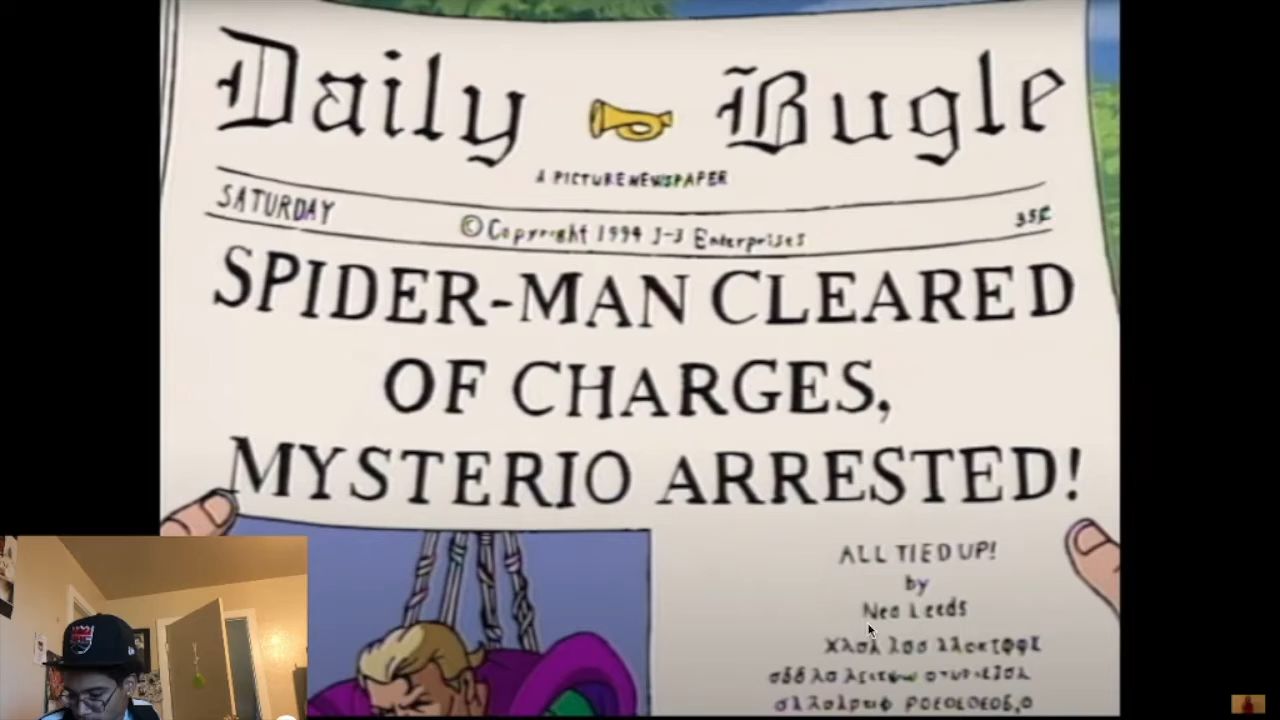 Daily Bugle
A PICTURE NEWSPAPER
SATURDAY ©Copyright 1994 J-J Enterprises 35¢
SPIDER-MAN CLEARED
OF CHARGES,
MYSTERIO ARRESTED!
ALL TIED UP!
by
Ned Leeds